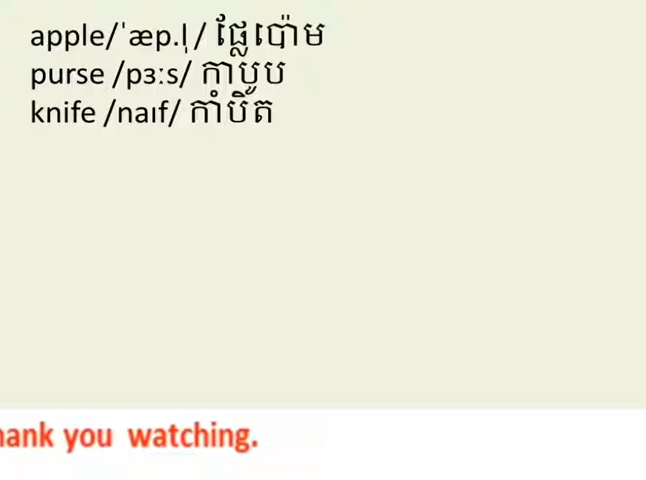 apple/ˈæp.l̩ / ផ្លែប៉ោម
purse /pɜːs/ កាបូប
knife /naɪf/ កាំបិត
hank you watching.